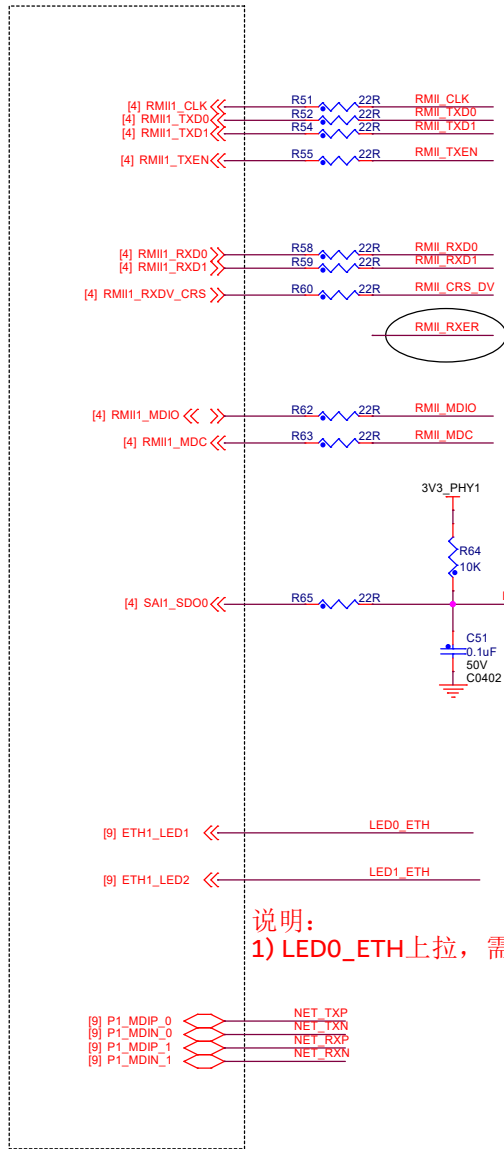 [4] RMII1_CLK R51 22R RMII_CLK
[4] RMII1_TXD0 R52 22R RMII_TXD0
[4] RMII1_TXD1 R54 22R RMII_TXD1
[4] RMII1_TXEN R55 22R RMII_TXEN
[4] RMII1_RXD0 R58 22R RMII_RXD0
[4] RMII1_RXD1 R59 22R RMII_RXD1
[4] RMII1_RXDV_CRS R60 22R RMII_CRS_DV
RMII_RXER
[4] RMII1_MDIO R62 22R RMII_MDIO
[4] RMII1_MDC R63 22R RMII_MDC
3V3_PHY1
R64
10K
[4] SAI1_SDO0 R65 22R
C51
0.1uF
50V
C0402
[9] ETH1_LED1 LED0_ETH
[9] ETH1_LED2 LED1_ETH
说明：
1) LED0_ETH上拉，需
[9] P1_MDIP_0 NET_TXP
[9] P1_MDIN_0 NET_TXN
[9] P1_MDIP_1 NET_RXP
[9] P1_MDIN_1 NET_RXN